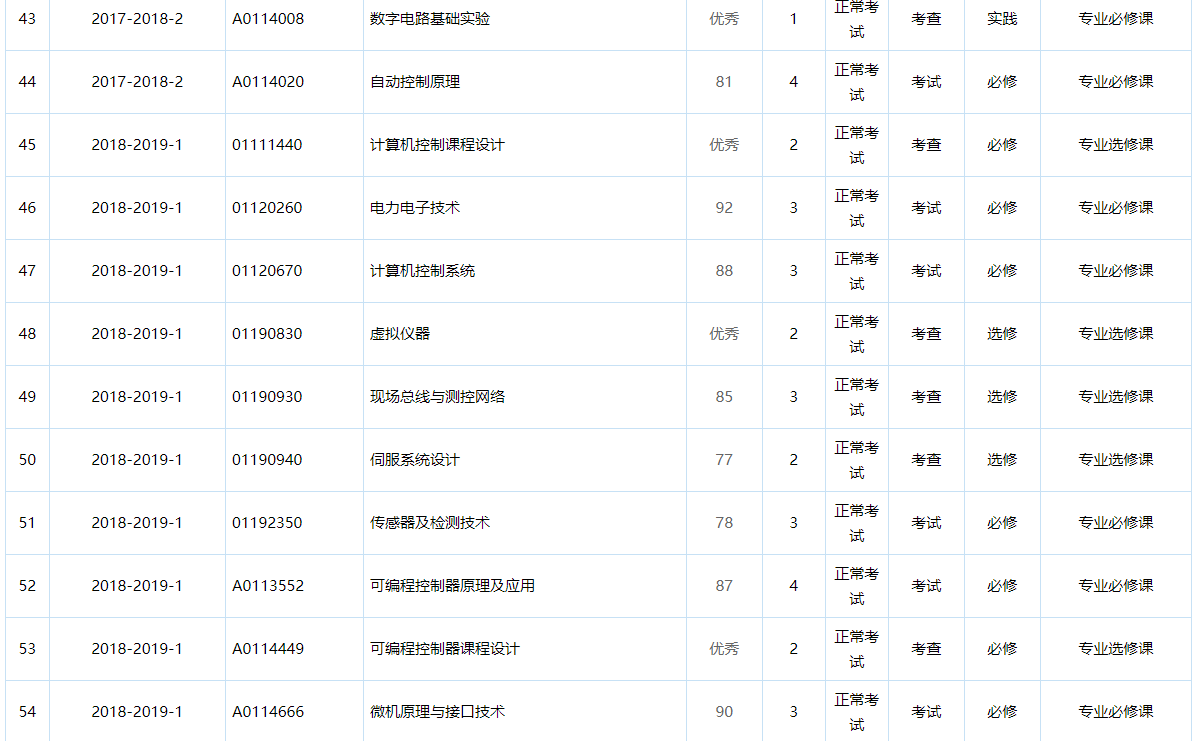 43 2017-2018-2 A0114008 数字电路基础实验 优秀 1 正常考试 考查 实践 专业必修课
44 2017-2018-2 A0114020 自动控制原理 81 4 正常考试 考试 必修 专业必修课
45 2018-2019-1 01111440 计算机控制课程设计 优秀 2 正常考试 考查 必修 专业选修课
46 2018-2019-1 01120260 电力电子技术 92 3 正常考试 考试 必修 专业必修课
47 2018-2019-1 01120670 计算机控制系统 88 3 正常考试 考试 必修 专业必修课
48 2018-2019-1 01190830 虚拟仪器 优秀 2 正常考试 考查 选修 专业选修课
49 2018-2019-1 01190930 现场总线与测控网络 85 3 正常考试 考查 选修 专业选修课
50 2018-2019-1 01190940 伺服系统设计 77 2 正常考试 考查 选修 专业选修课
51 2018-2019-1 01192350 传感器及检测技术 78 3 正常考试 考试 必修 专业必修课
52 2018-2019-1 A0113552 可编程控制器原理及应用 87 4 正常考试 考试 必修 专业必修课
53 2018-2019-1 A0114449 可编程控制器课程设计 优秀 2 正常考试 考查 必修 专业选修课
54 2018-2019-1 A0114666 微机原理与接口技术 90 3 正常考试 考试 必修 专业必修课